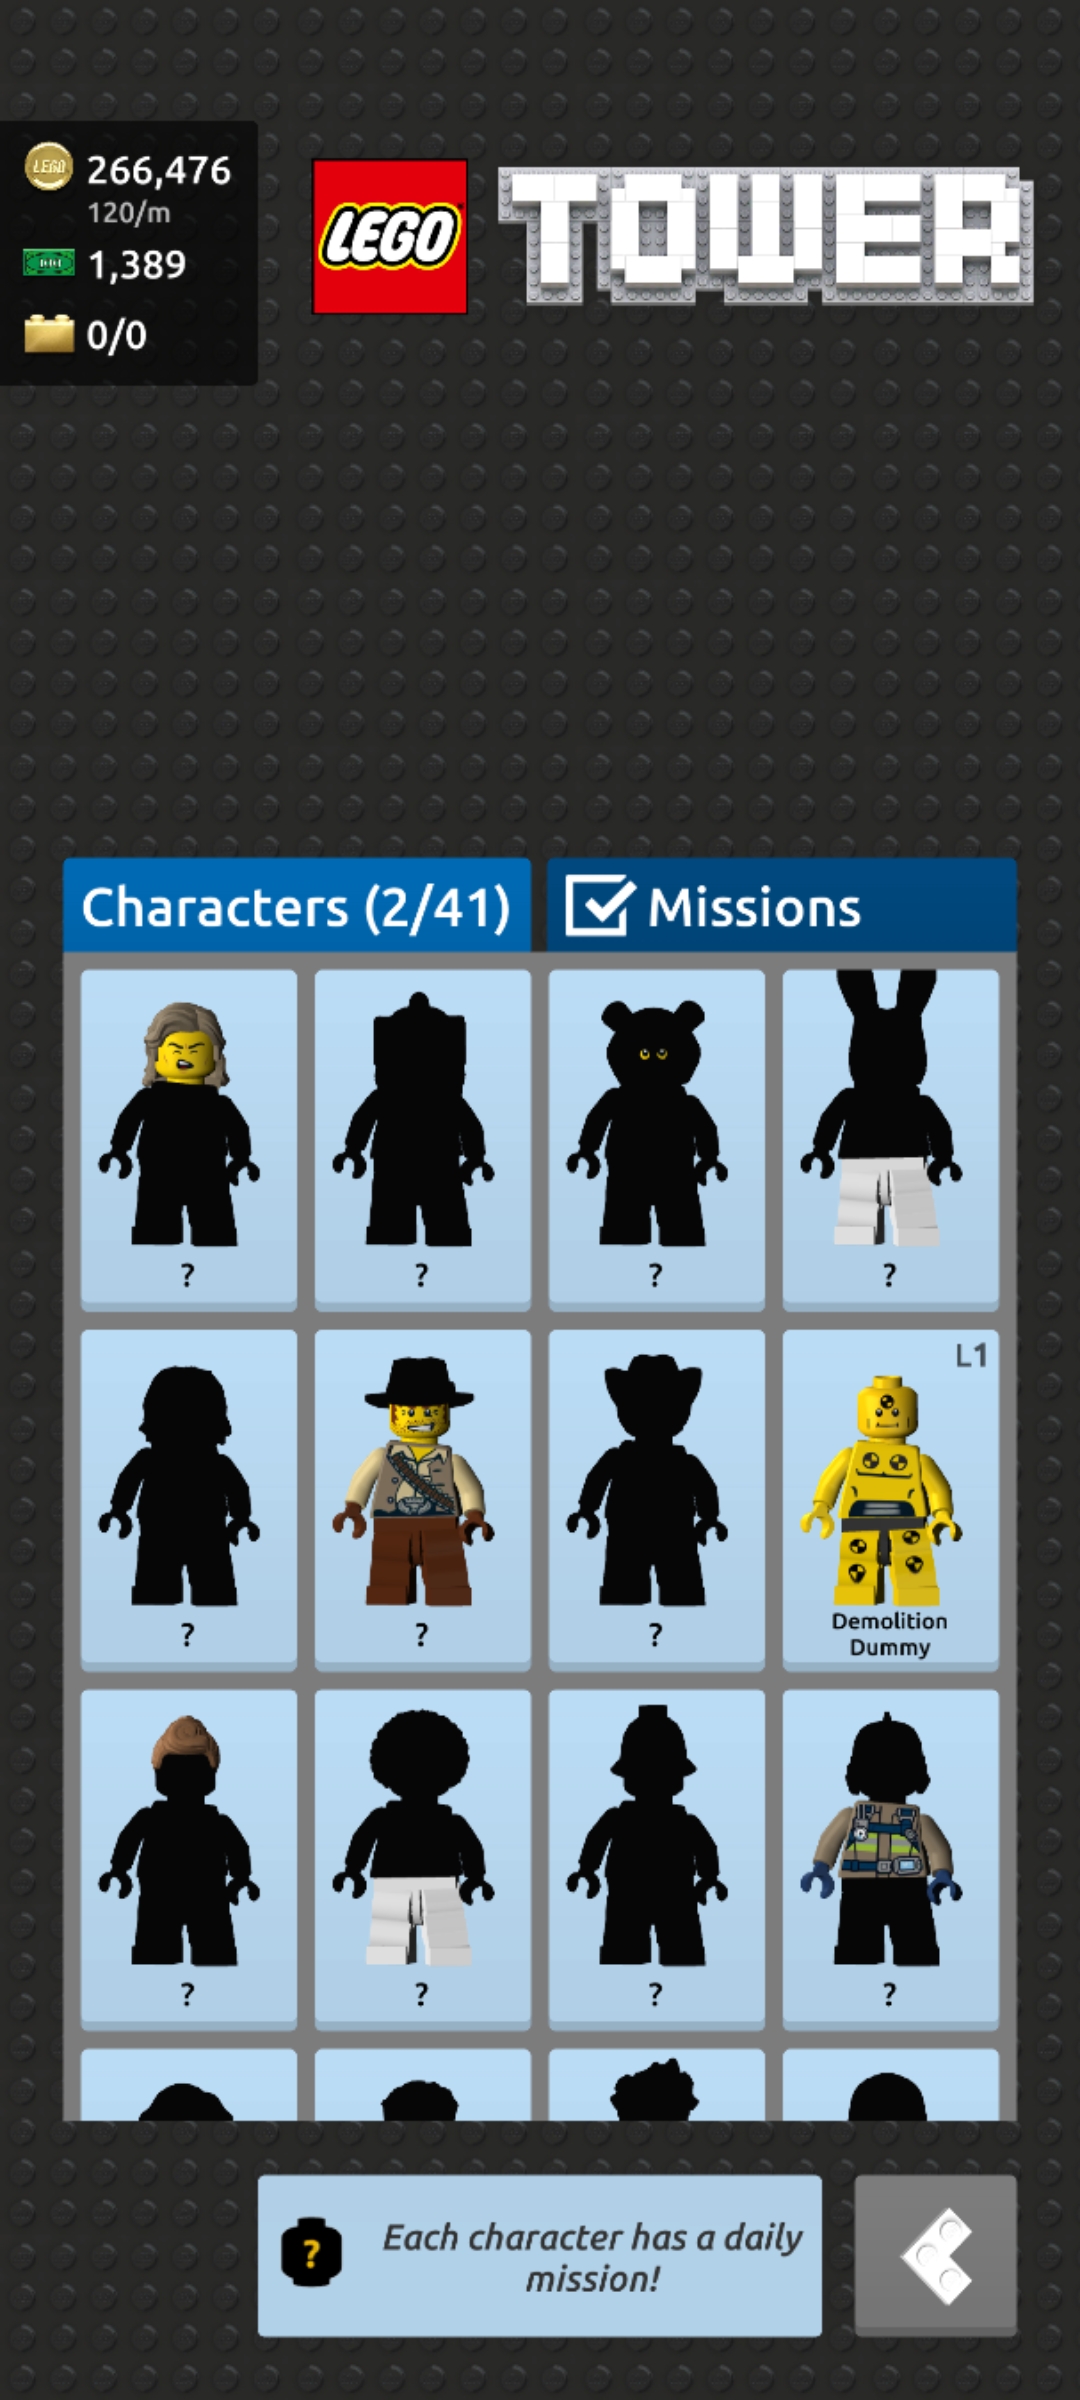 LEGO
266,476
120/m
1,389
0/0
LEGO
TOWER
Characters (2/41)
Missions
?
?
?
?
?
?
?
L1
Demolition
Dummy
?
?
?
?
?
Each character has a daily
mission!